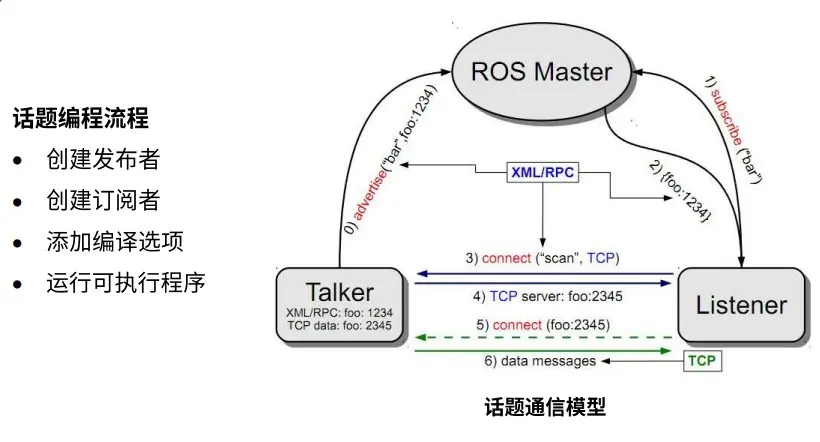 话题编程流程
• 创建发布者
• 创建订阅者
• 添加编译选项
• 运行可执行程序
ROS Master
0) advertise("bar",foo:1234)
1) subscribe ("bar")
2) {foo:1234}
XML/RPC
3) connect ("scan", TCP)
4) TCP server: foo:2345
5) connect (foo:2345)
6) data messages
TCP
Talker
XML/RPC: foo: 1234
TCP data: foo: 2345
Listener
话题通信模型